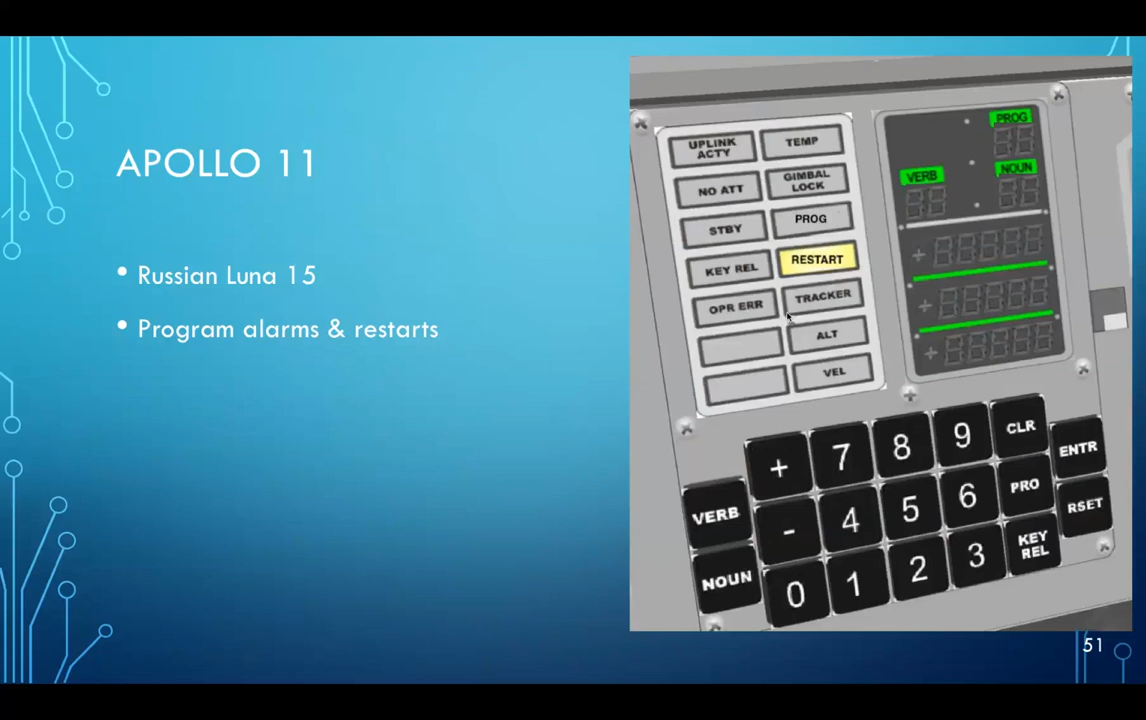 APOLLO 11
• Russian Luna 15
• Program alarms & restarts
UPLINK ACTY
TEMP
NO ATT
GIMBAL LOCK
STBY
PROG
KEY REL
RESTART
OPR ERR
TRACKER
ALT
VEL
PROG
VERB
NOUN
+
+
+
VERB
+
7
8
9
CLR
ENTR
-
4
5
6
PRO
RSET
NOUN
0
1
2
3
KEY REL
51